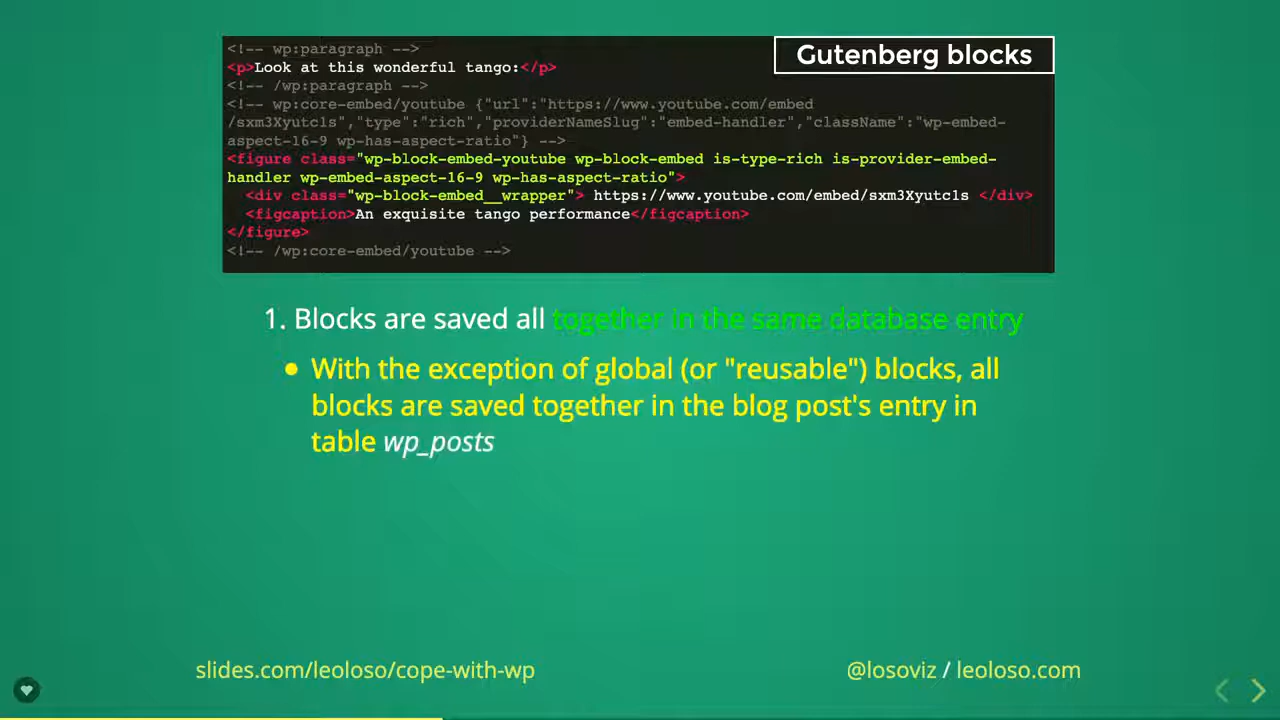 <!-- wp:paragraph -->
Gutenberg blocks
<p>Look at this wonderful tango:</p>
<!-- /wp:paragraph -->
<!-- wp:core-embed/youtube {"url":"https://www.youtube.com/embed
/sxm3Xyutc1s","type":"rich","providerNameSlug":"embed-handler","className":"wp-embed-
aspect-16-9 wp-has-aspect-ratio"} -->
<figure class="wp-block-embed-youtube wp-block-embed is-type-rich is-provider-embed-
handler wp-embed-aspect-16-9 wp-has-aspect-ratio">
<div class="wp-block-embed__wrapper"> https://www.youtube.com/embed/sxm3Xyutc1s </div>
<figcaption>An exquisite tango performance</figcaption>
</figure>
<!-- /wp:core-embed/youtube -->
1. Blocks are saved all together in the same database entry
• With the exception of global (or "reusable") blocks, all
blocks are saved together in the blog post's entry in
table wp_posts
slides.com/leoloso/cope-with-wp
@losoviz / leoloso.com